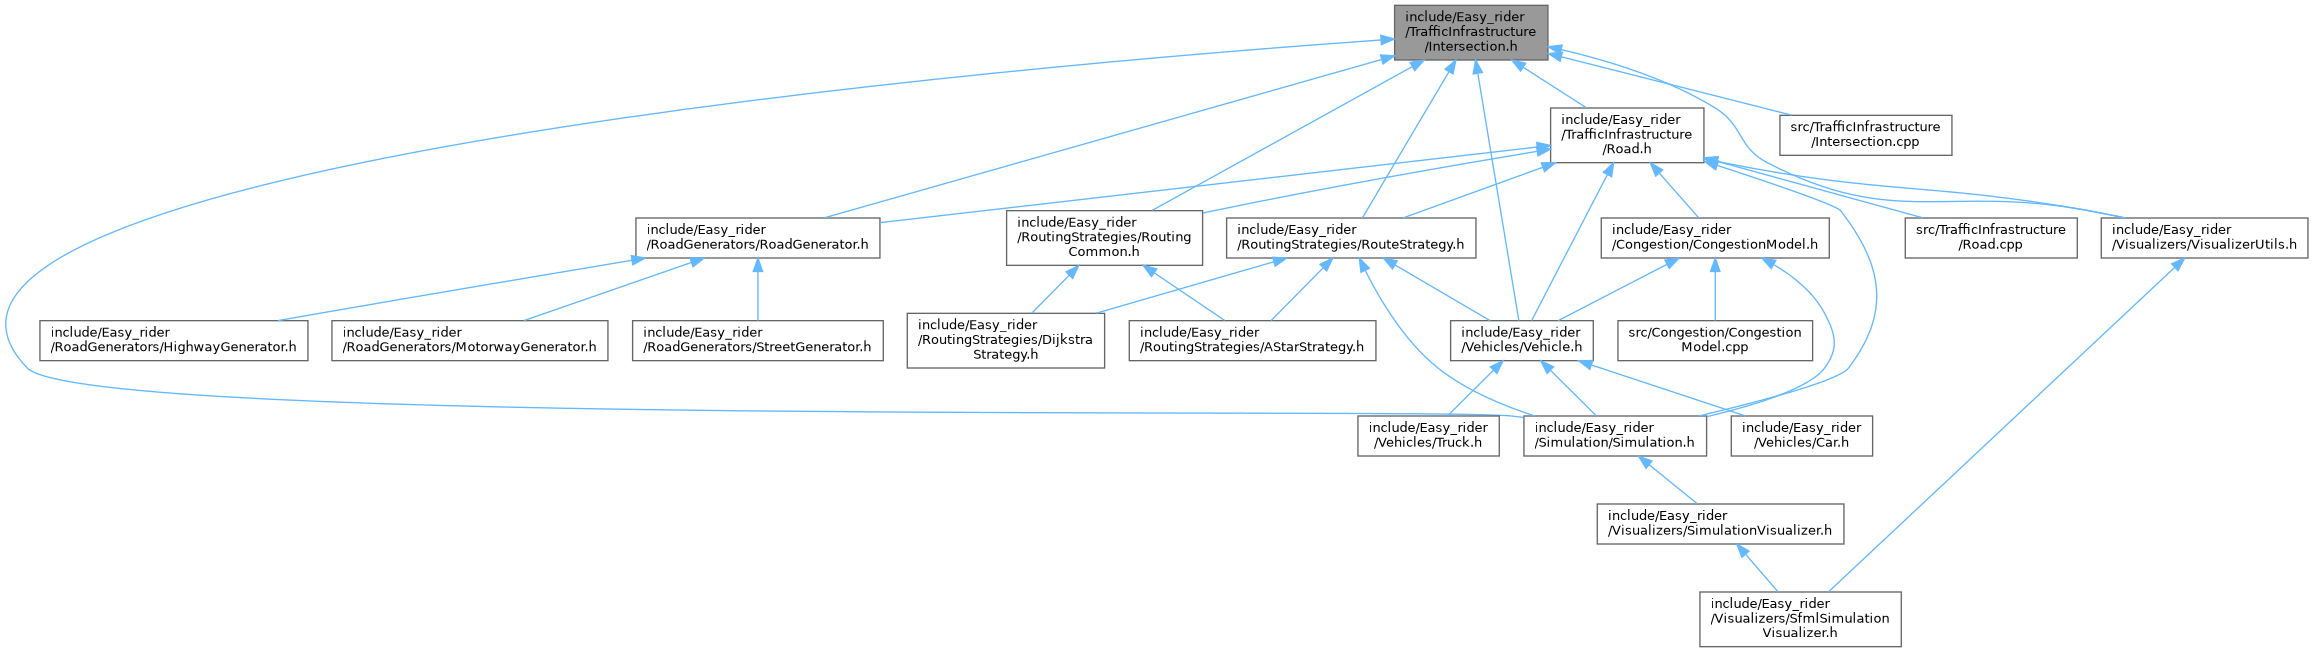 include/Easy_rider
/TrafficInfrastructure
/Intersection.h
include/Easy_rider
/TrafficInfrastructure
/Road.h
src/TrafficInfrastructure
/Intersection.cpp
include/Easy_rider
/RoadGenerators/RoadGenerator.h
include/Easy_rider
/RoutingStrategies/Routing
Common.h
include/Easy_rider
/RoutingStrategies/RouteStrategy.h
include/Easy_rider
/Congestion/CongestionModel.h
src/TrafficInfrastructure
/Road.cpp
include/Easy_rider
/Visualizers/VisualizerUtils.h
include/Easy_rider
/RoadGenerators/HighwayGenerator.h
include/Easy_rider
/RoadGenerators/MotorwayGenerator.h
include/Easy_rider
/RoadGenerators/StreetGenerator.h
include/Easy_rider
/RoutingStrategies/Dijkstra
Strategy.h
include/Easy_rider
/RoutingStrategies/AStarStrategy.h
include/Easy_rider
/Vehicles/Vehicle.h
src/Congestion/Congestion
Model.cpp
include/Easy_rider
/Vehicles/Truck.h
include/Easy_rider
/Simulation/Simulation.h
include/Easy_rider
/Vehicles/Car.h
include/Easy_rider
/Visualizers/SimulationVisualizer.h
include/Easy_rider
/Visualizers/SfmlSimulation
Visualizer.h